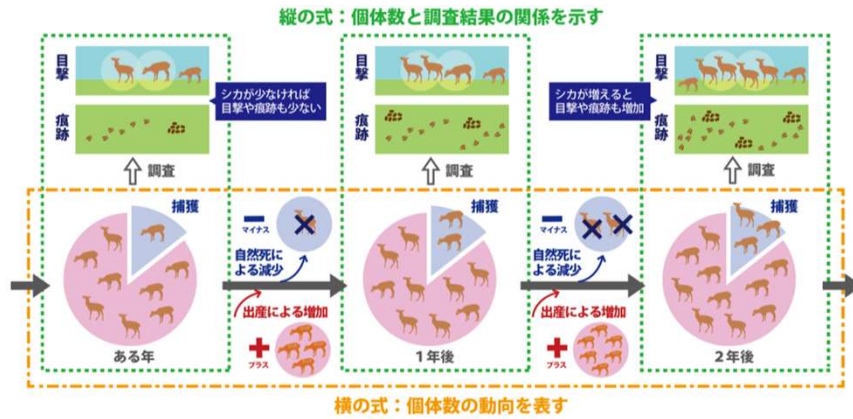 縦の式：個体数と調査結果の関係を示す
目撃
痕跡
シカが少なければ
目撃や痕跡も少ない
目撃
痕跡
シカが増えると
目撃や痕跡も増加
目撃
痕跡
調査
調査
調査
捕獲
マイナス
自然死に
よる減少
捕獲
マイナス
自然死に
よる減少
捕獲
出産による増加
プラス
出産による増加
プラス
ある年
1年後
2年後
横の式：個体数の動向を表す